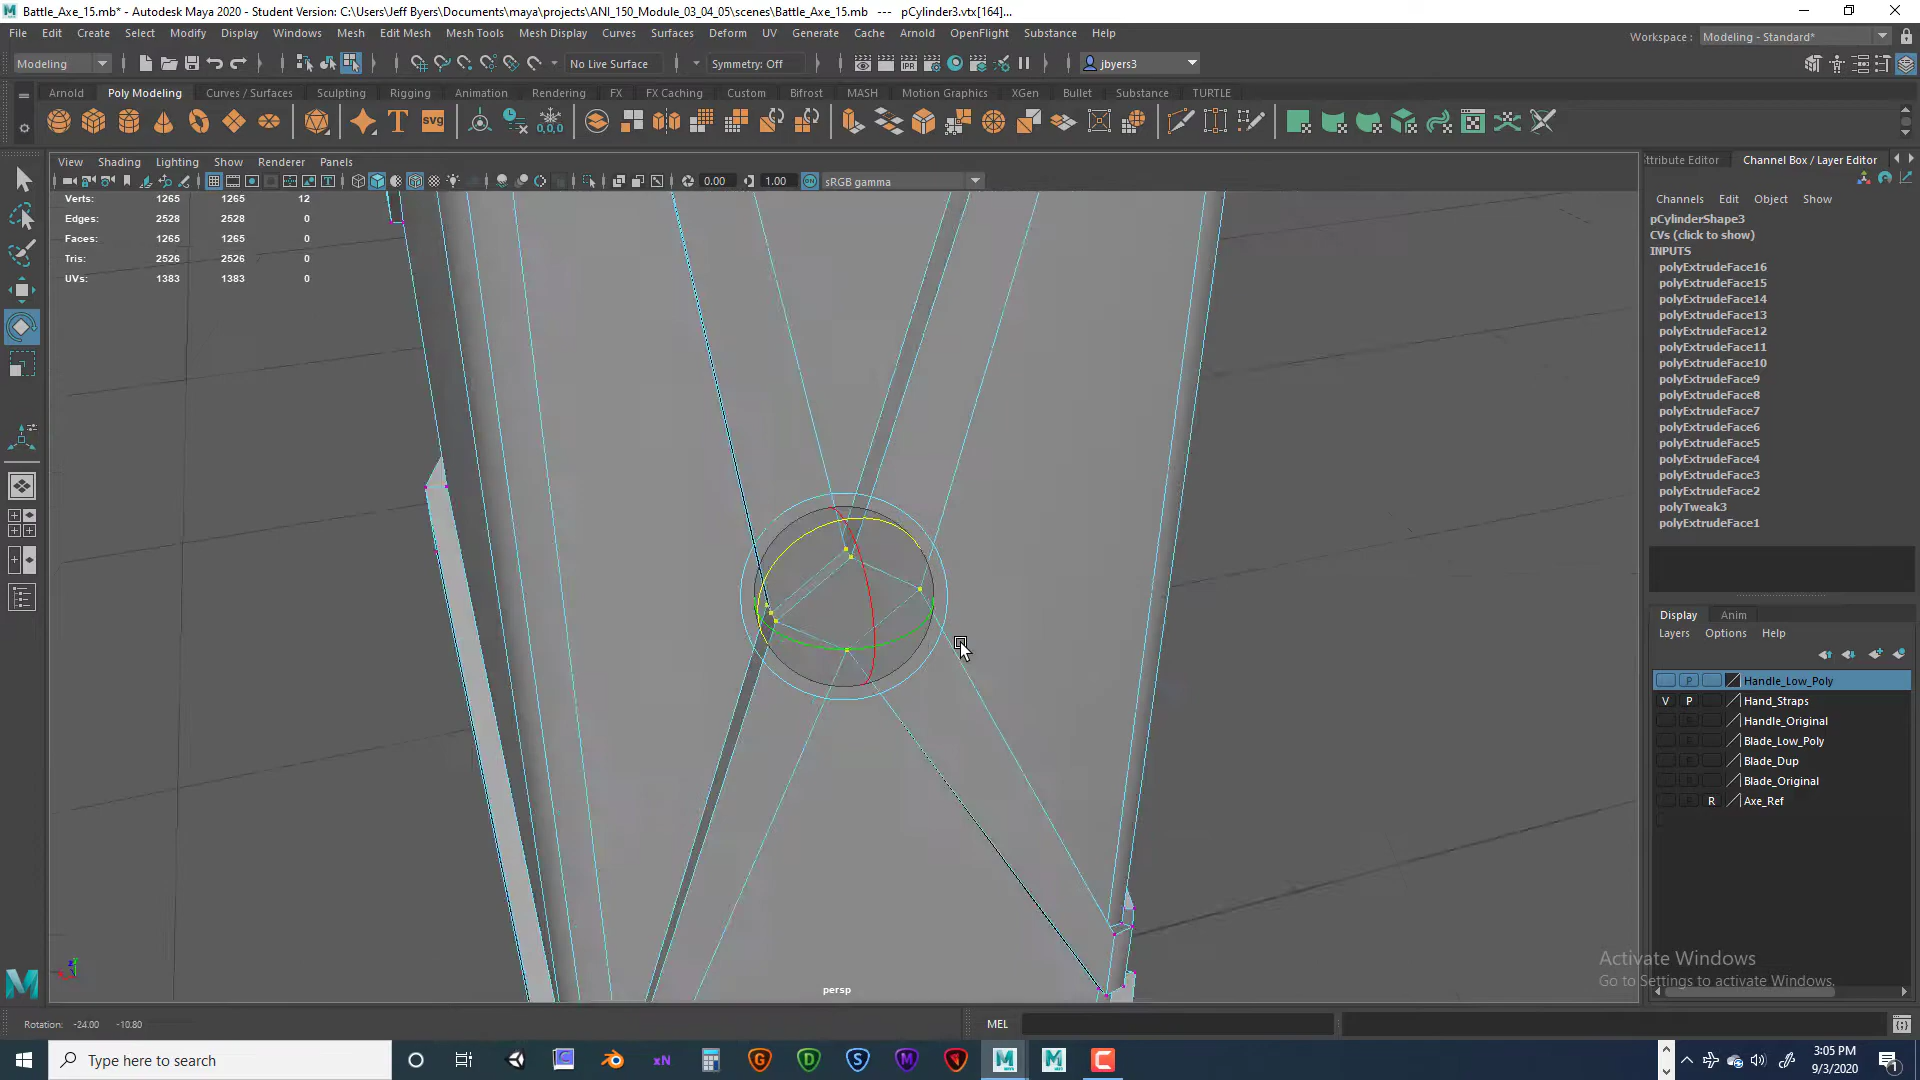 Battle_Axe_15.mb* - Autodesk Maya 2020 - Student Version: C:\Users\Jeff Byers\Documents\maya\projects\ANI_150_Module_03_04_05\scenes\Battle_Axe_15.mb --- pCylinder3.vtx[164]...
File Edit Create Select Modify Display Windows Mesh Edit Mesh Mesh Tools Mesh Display Curves Surfaces Deform UV Generate Cache Arnold OpenFlight Substance Help
Workspace : Modeling - Standard*
Modeling No Live Surface Symmetry: Off jbyers3
Arnold Poly Modeling Curves / Surfaces Sculpting Rigging Animation Rendering FX FX Caching Custom Bifrost MASH Motion Graphics XGen Bullet Substance TURTLE
T svg 0,0,0
View Shading Lighting Show Renderer Panels
0.00 1.00 sRGB gamma
ttribute Editor Channel Box / Layer Editor
Channels Edit Object Show
Verts: 1265 1265 12
Edges: 2528 2528 0
Faces: 1265 1265 0
Tris: 2526 2526 0
UVs: 1383 1383 0
pCylinderShape3
CVs (click to show)
INPUTS
polyExtrudeFace16
polyExtrudeFace15
polyExtrudeFace14
polyExtrudeFace13
polyExtrudeFace12
polyExtrudeFace11
polyExtrudeFace10
polyExtrudeFace9
polyExtrudeFace8
polyExtrudeFace7
polyExtrudeFace6
polyExtrudeFace5
polyExtrudeFace4
polyExtrudeFace3
polyExtrudeFace2
polyTweak3
polyExtrudeFace1
Display Anim
Layers Options Help
P Handle_Low_Poly
V P Hand_Straps
P Handle_Original
P Blade_Low_Poly
P Blade_Dup
P Blade_Original
P R Axe_Ref
Activate Windows
Go to Settings to activate Windows.
persp
Rotation: -24.00 -10.80
MEL
Type here to search
3:05 PM
9/3/2020